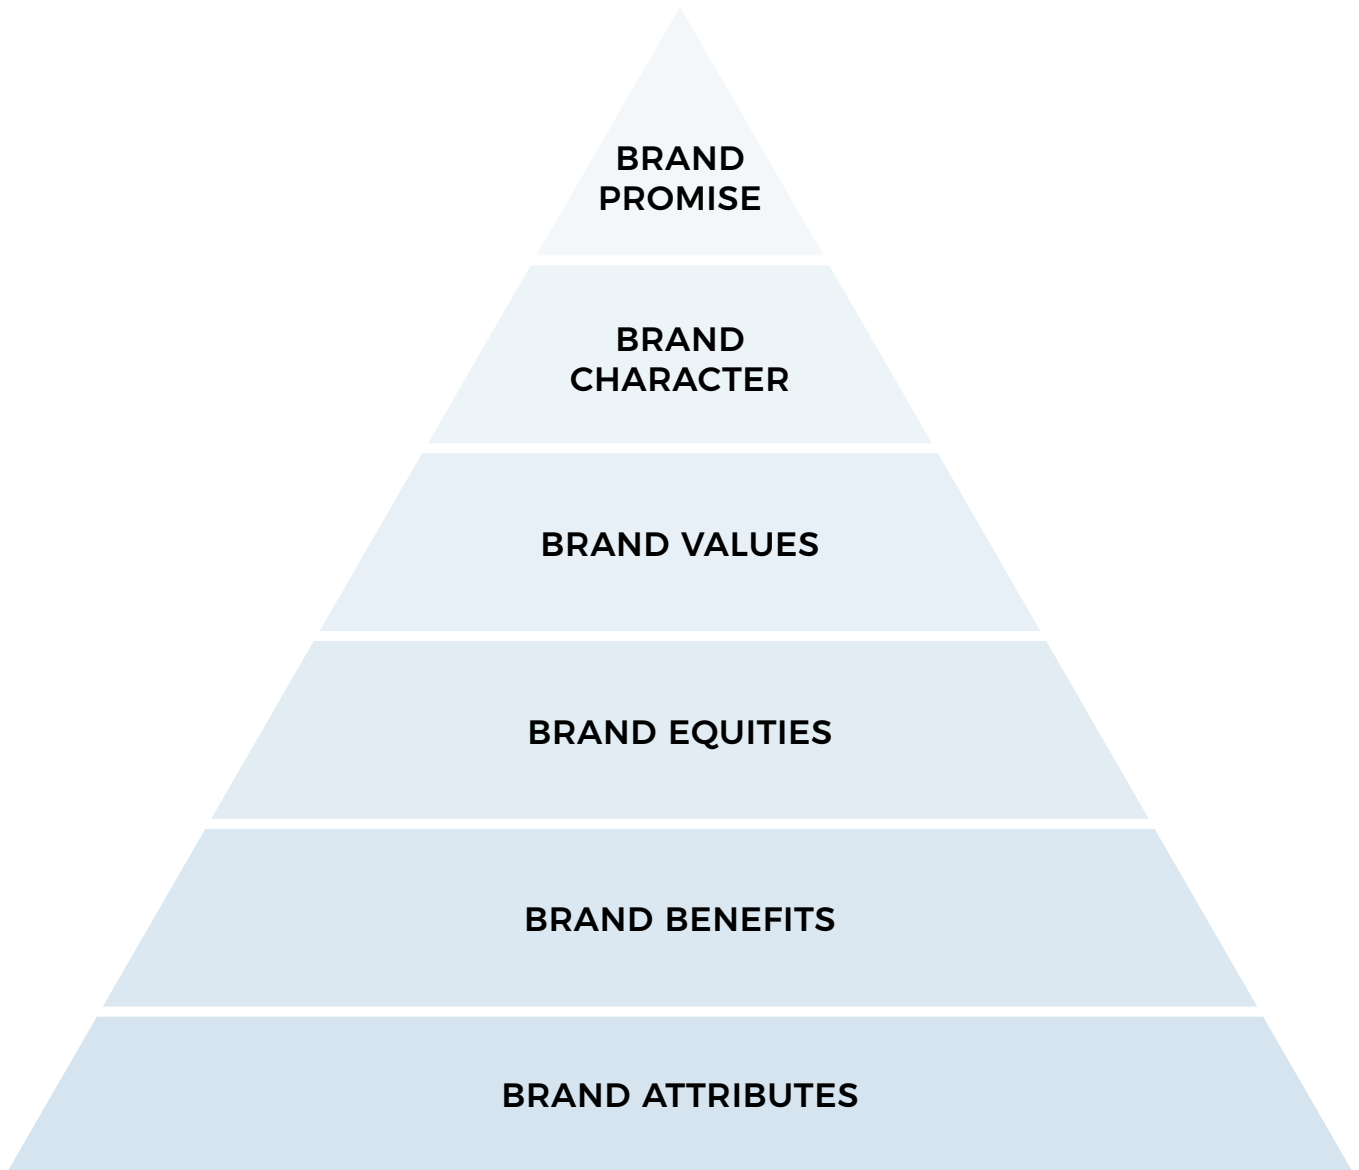 BRAND
PROMISE
BRAND
CHARACTER
BRAND VALUES
BRAND EQUITIES
BRAND BENEFITS
BRAND ATTRIBUTES